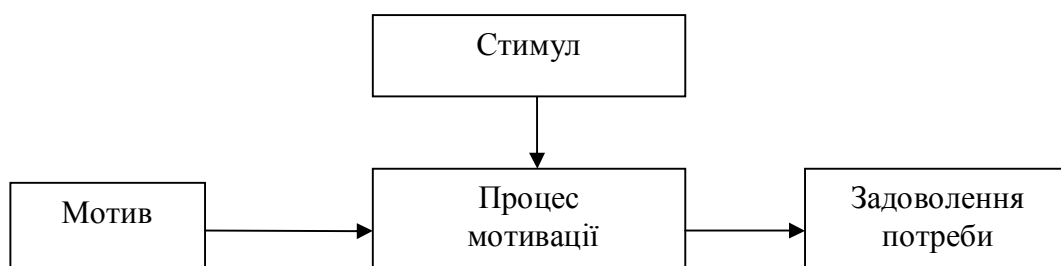 Стимул
Мотив
Процес
мотивації
Задоволення
потреби